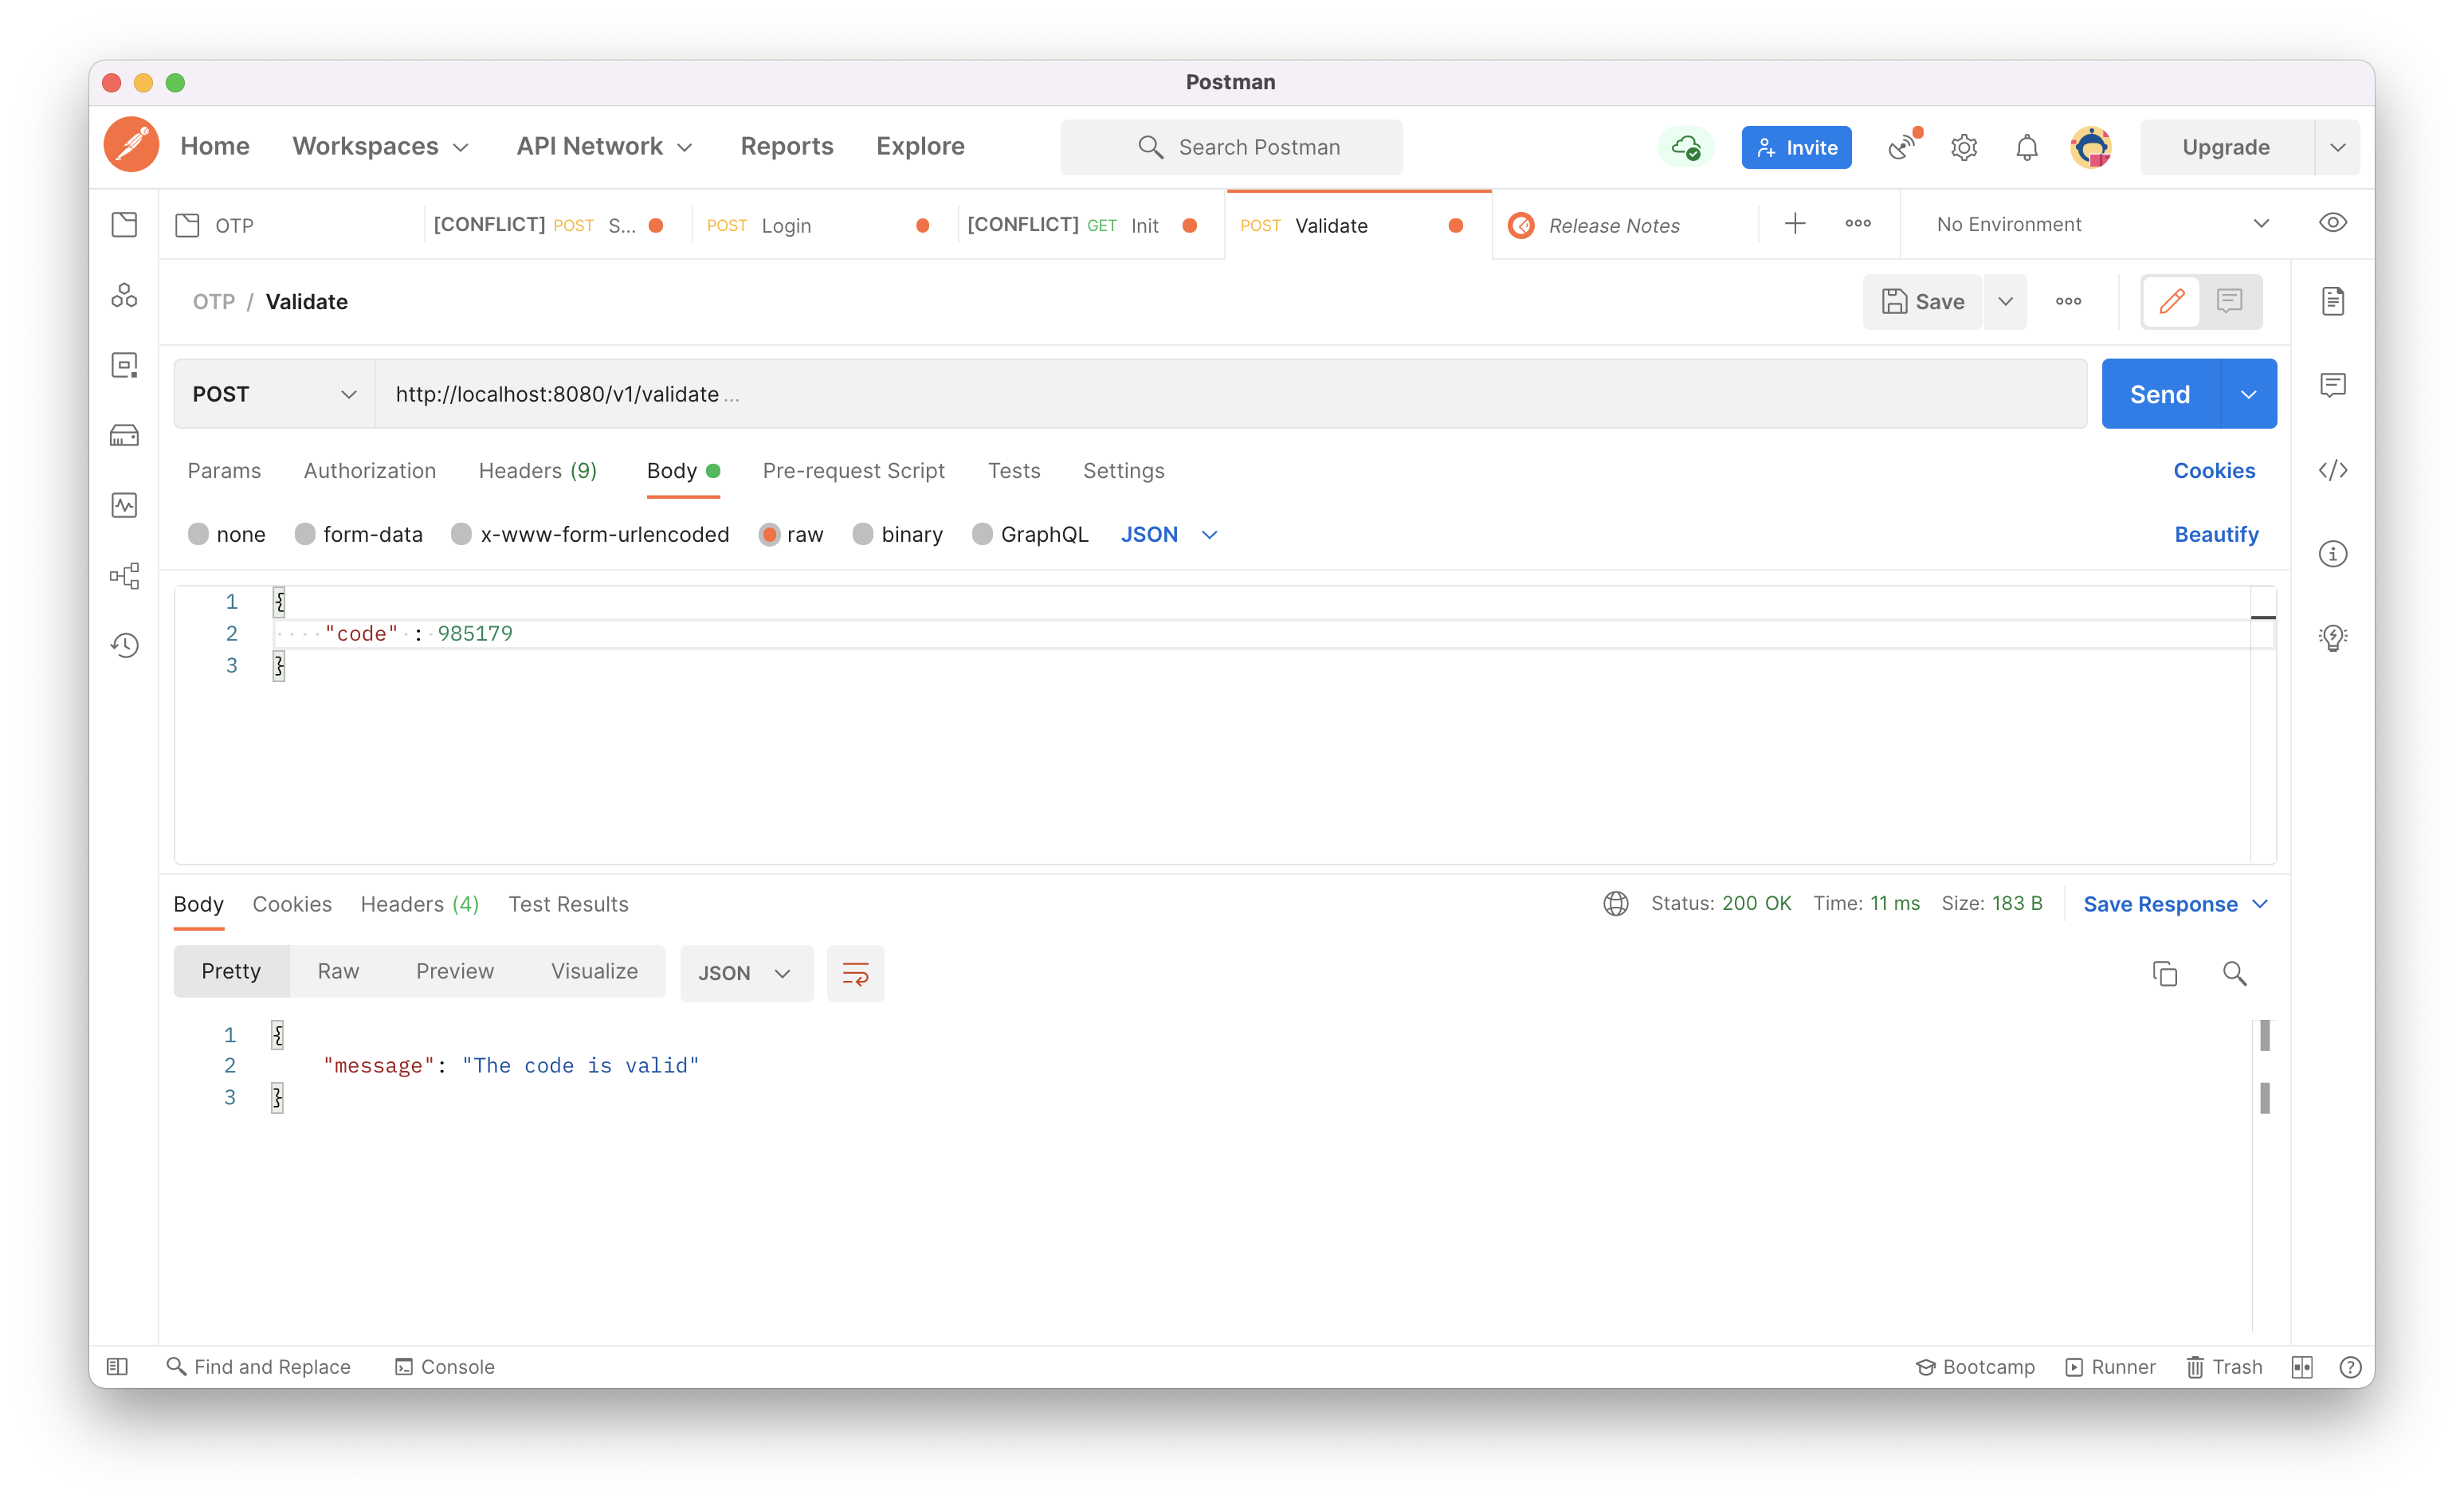 Postman
Home Workspaces API Network Reports Explore Search Postman Invite Upgrade
OTP [CONFLICT] POST S... POST Login [CONFLICT] GET Init POST Validate Release Notes No Environment
OTP / Validate Save
POST http://localhost:8080/v1/validate ... Send
Params Authorization Headers (9) Body Pre-request Script Tests Settings Cookies
none form-data x-www-form-urlencoded raw binary GraphQL JSON Beautify
1 {
2 "code" : 985179
3 }
Body Cookies Headers (4) Test Results Status: 200 OK Time: 11 ms Size: 183 B Save Response
Pretty Raw Preview Visualize JSON
1 {
2 "message": "The code is valid"
3 }
Find and Replace Console Bootcamp Runner Trash